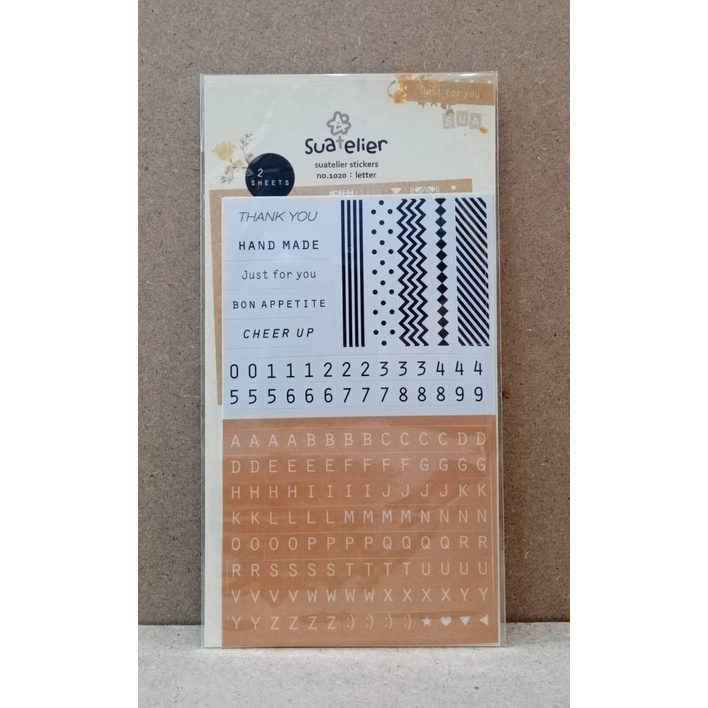 Just for you
SUA
Suatelier
suatelier stickers
no.1020 : letter
2
SHEETS
THANK YOU
HAND MADE
Just for you
BON APPETITE
CHEER UP
0 0 1 1 1 2 2 2 3 3 3 4 4 4
5 5 5 6 6 6 7 7 7 8 8 8 9 9
A A A A B B B B C C C C D D
D D E E E E F F F F G G G G
H H H H I I I I J J J J K K
K K L L L L M M M M N N N N
O O O O P P P P Q Q Q Q R R
R R S S S S T T T T U U U U
V V V V W W W W X X X X Y Y
Y Y Z Z Z Z :) :) :) :) ★ ♥ ▼ ◀